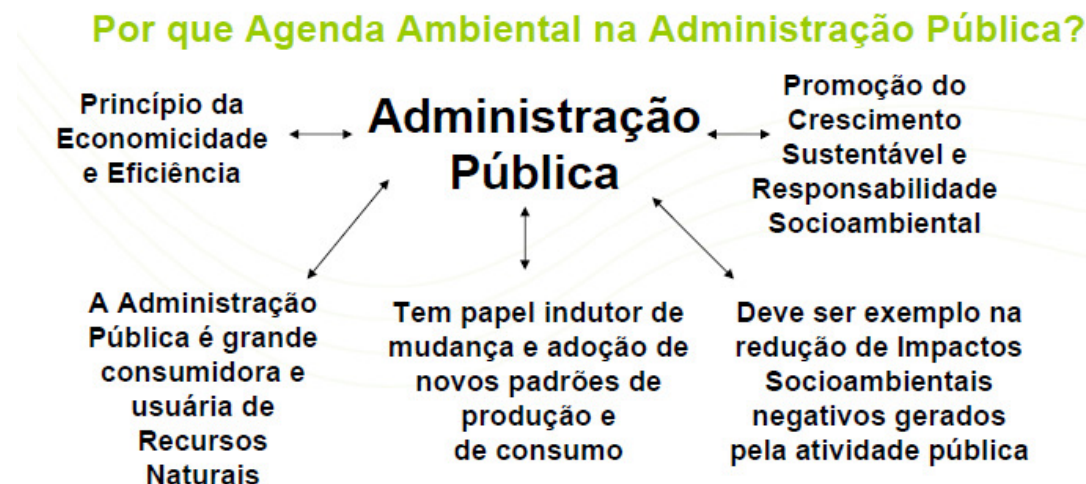 Por que Agenda Ambiental na Administração Pública?
Princípio da
Economicidade
e Eficiência
Administração
Pública
Promoção do
Crescimento
Sustentável e
Responsabilidade
Socioambiental
A Administração
Pública é grande
consumidora e
usuária de
Recursos
Naturais
Tem papel indutor de
mudança e adoção de
novos padrões de
produção e
de consumo
Deve ser exemplo na
redução de Impactos
Socioambientais
negativos gerados
pela atividade pública